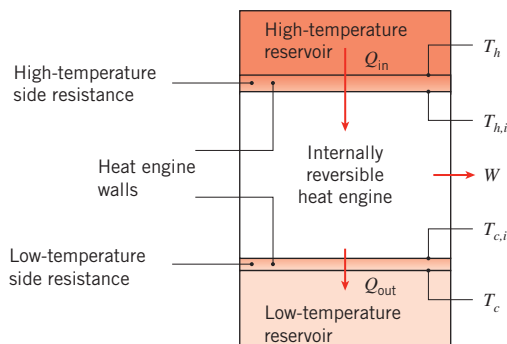 High-temperature
reservoir
Q_in
T_h
High-temperature
side resistance
T_h,i
Heat engine
walls
Internally
reversible
heat engine
W
T_c,i
Low-temperature
side resistance
Q_out
T_c
Low-temperature
reservoir